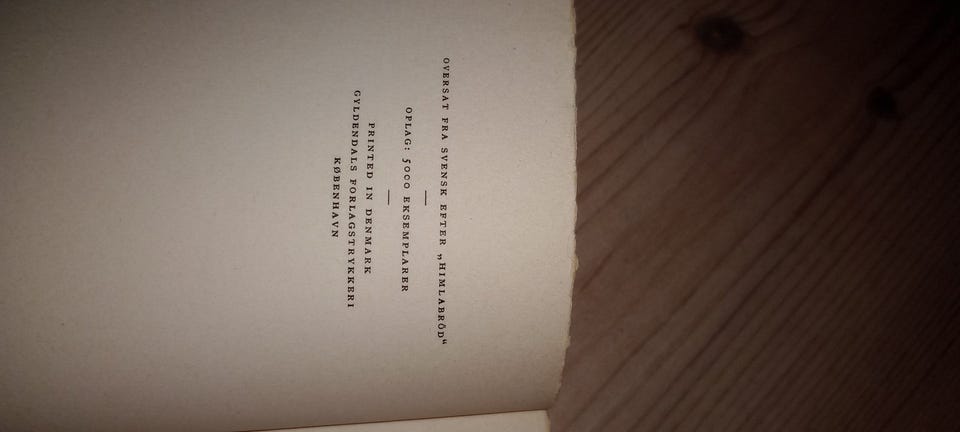 OVERSAT FRA SVENSK EFTER „HIMLABRÖD“
OPLAG: 5000 EKSEMPLARER
PRINTED IN DENMARK
GYLDENDALS FORLAGSTRYKKERI
KØBENHAVN